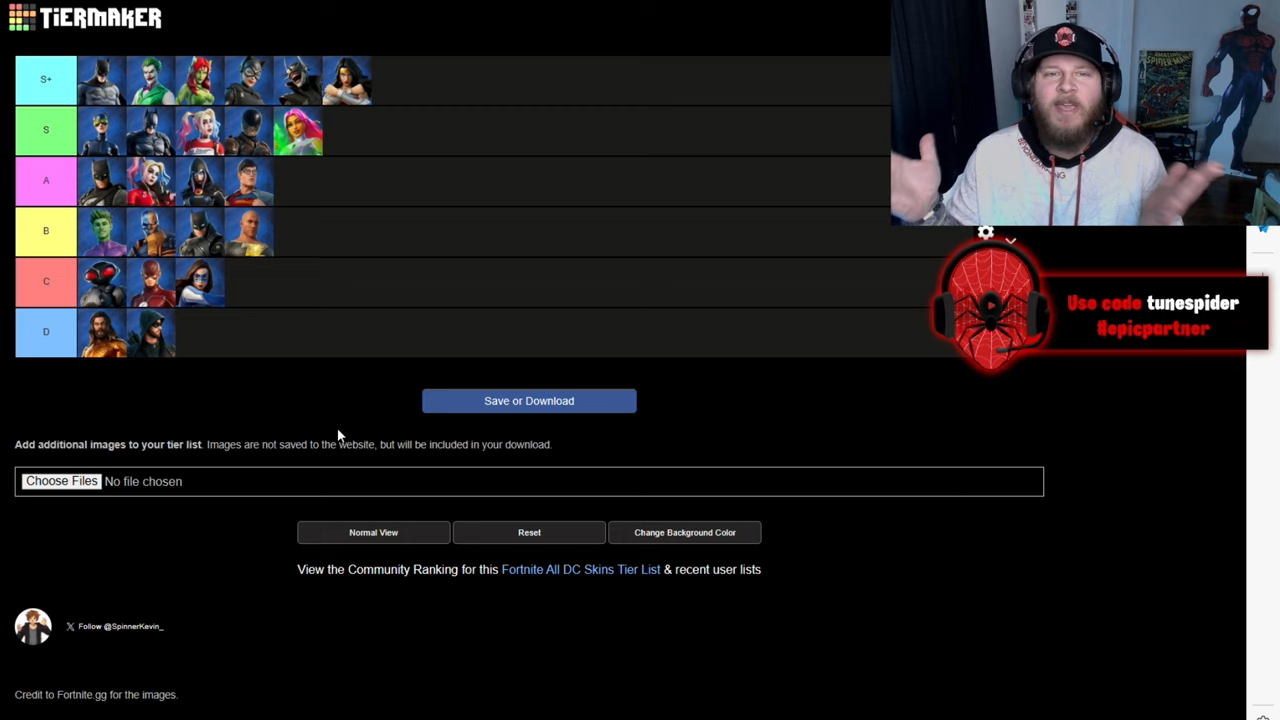 TIERMAKER
S+
S
A
B
C
D
Use code tunespider
#epicpartner
Save or Download
Add additional images to your tier list. Images are not saved to the website, but will be included in your download.
Choose Files No file chosen
Normal View Reset Change Background Color
View the Community Ranking for this Fortnite All DC Skins Tier List & recent user lists
X Follow @SpinnerKevin_
Credit to Fortnite.gg for the images.